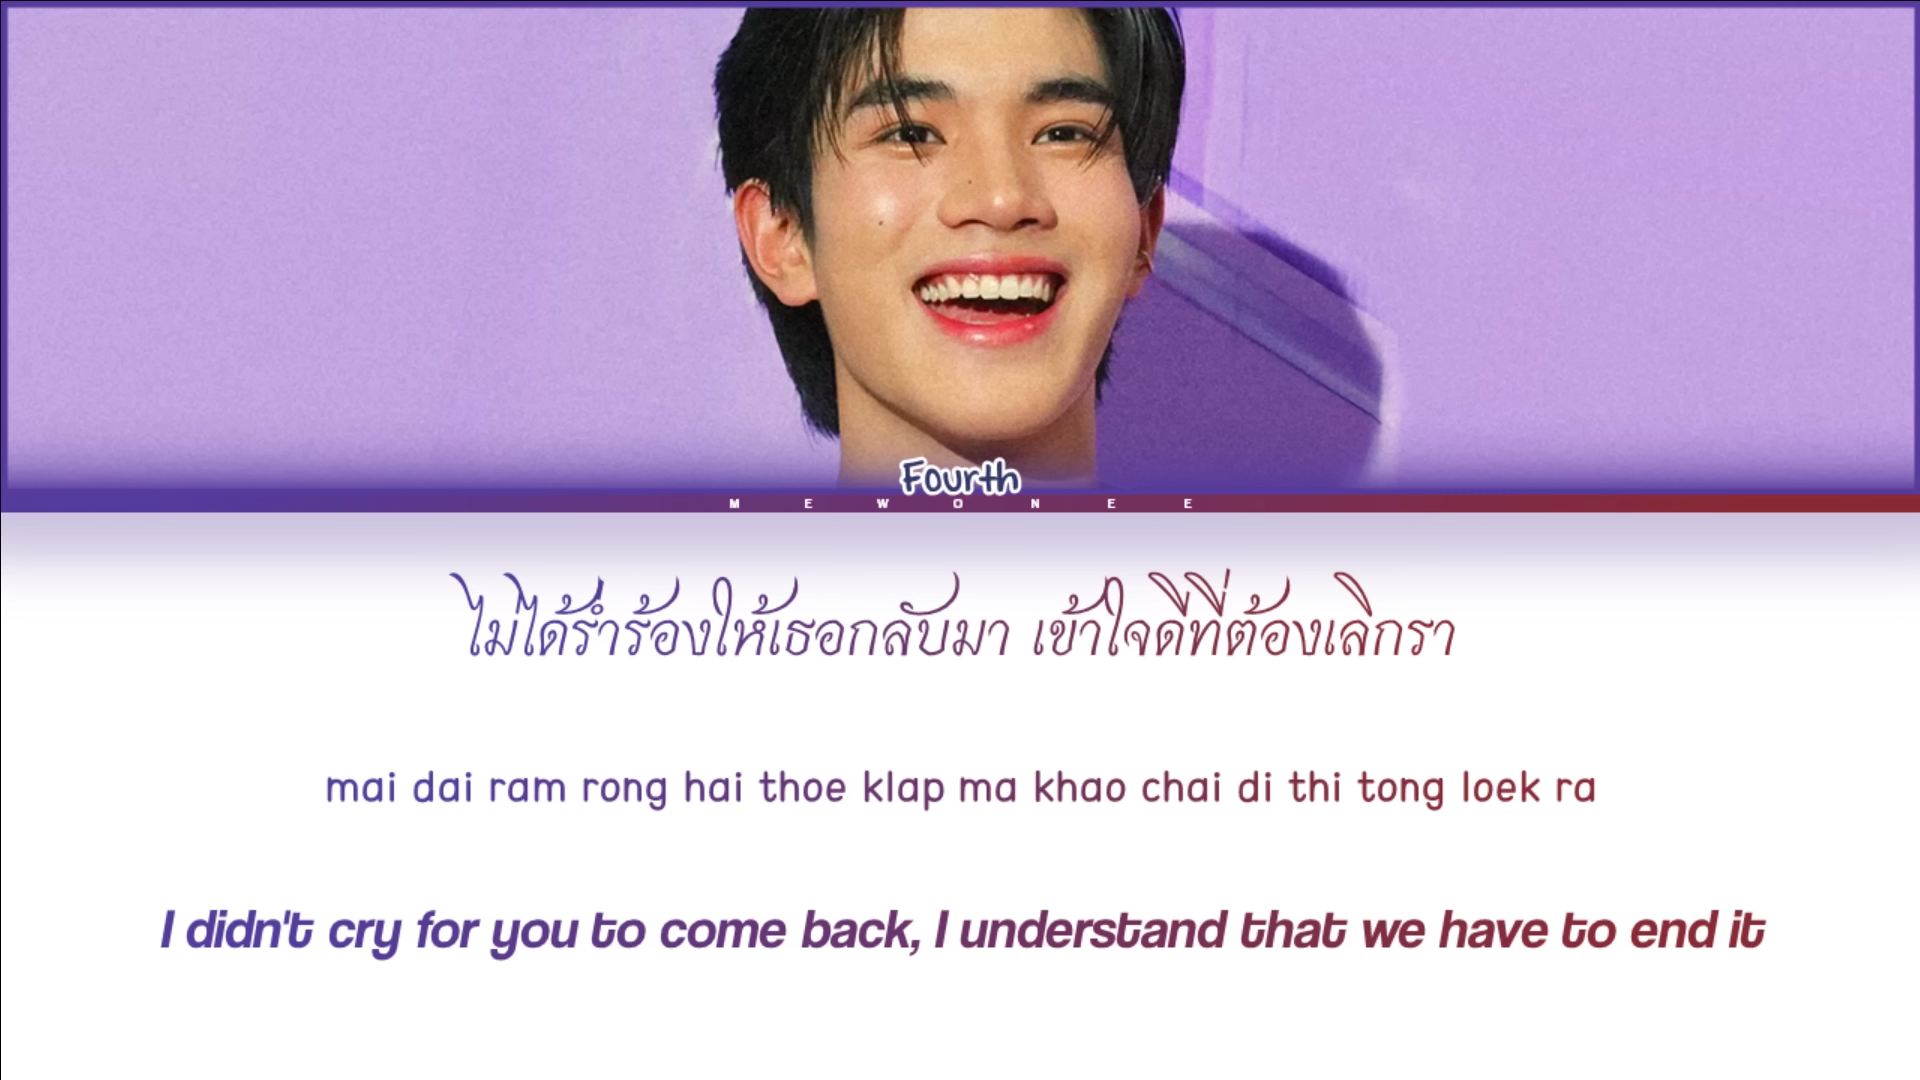 Fourth
MEWONEE
ไม่ได้ร่ำร้องให้เธอกลับมา เข้าใจดีที่ต้องเลิกรา
mai dai ram rong hai thoe klap ma khao chai di thi tong loek ra
I didn't cry for you to come back, I understand that we have to end it